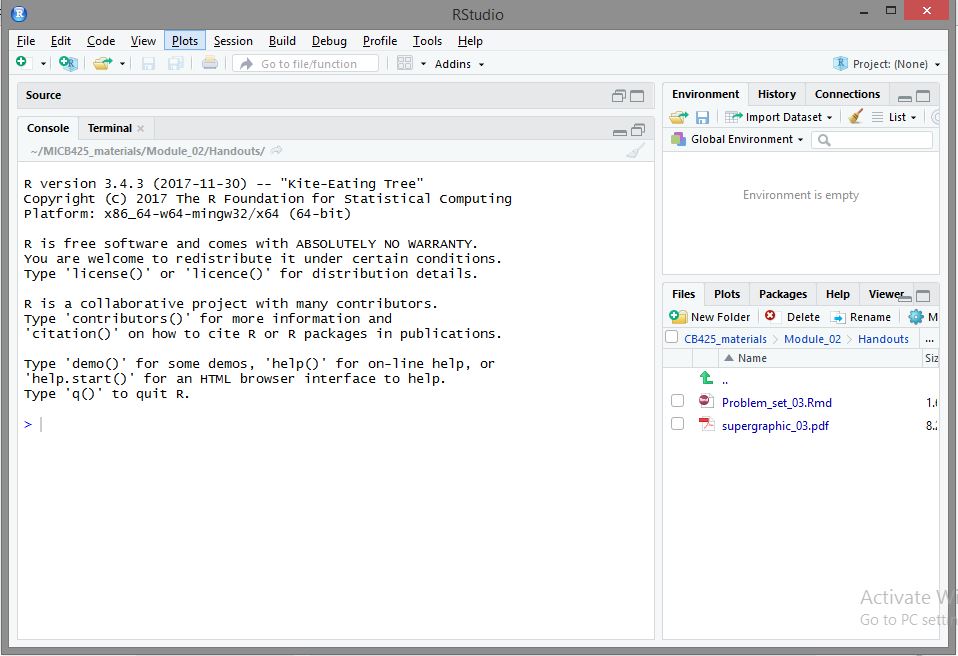 RStudio
File Edit Code View Plots Session Build Debug Profile Tools Help
Go to file/function Addins Project: (None)
Source
Console Terminal
~/MICB425_materials/Module_02/Handouts/
R version 3.4.3 (2017-11-30) -- "Kite-Eating Tree"
Copyright (C) 2017 The R Foundation for Statistical Computing
Platform: x86_64-w64-mingw32/x64 (64-bit)
R is free software and comes with ABSOLUTELY NO WARRANTY.
You are welcome to redistribute it under certain conditions.
Type 'license()' or 'licence()' for distribution details.
R is a collaborative project with many contributors.
Type 'contributors()' for more information and
'citation()' on how to cite R or R packages in publications.
Type 'demo()' for some demos, 'help()' for on-line help, or
'help.start()' for an HTML browser interface to help.
Type 'q()' to quit R.
>
Environment History Connections
Import Dataset List
Global Environment
Environment is empty
Files Plots Packages Help Viewer
New Folder Delete Rename M
CB425_materials Module_02 Handouts ...
Name Siz
..
Problem_set_03.Rmd 1.6
supergraphic_03.pdf 8.2
Activate Wi
Go to PC sett